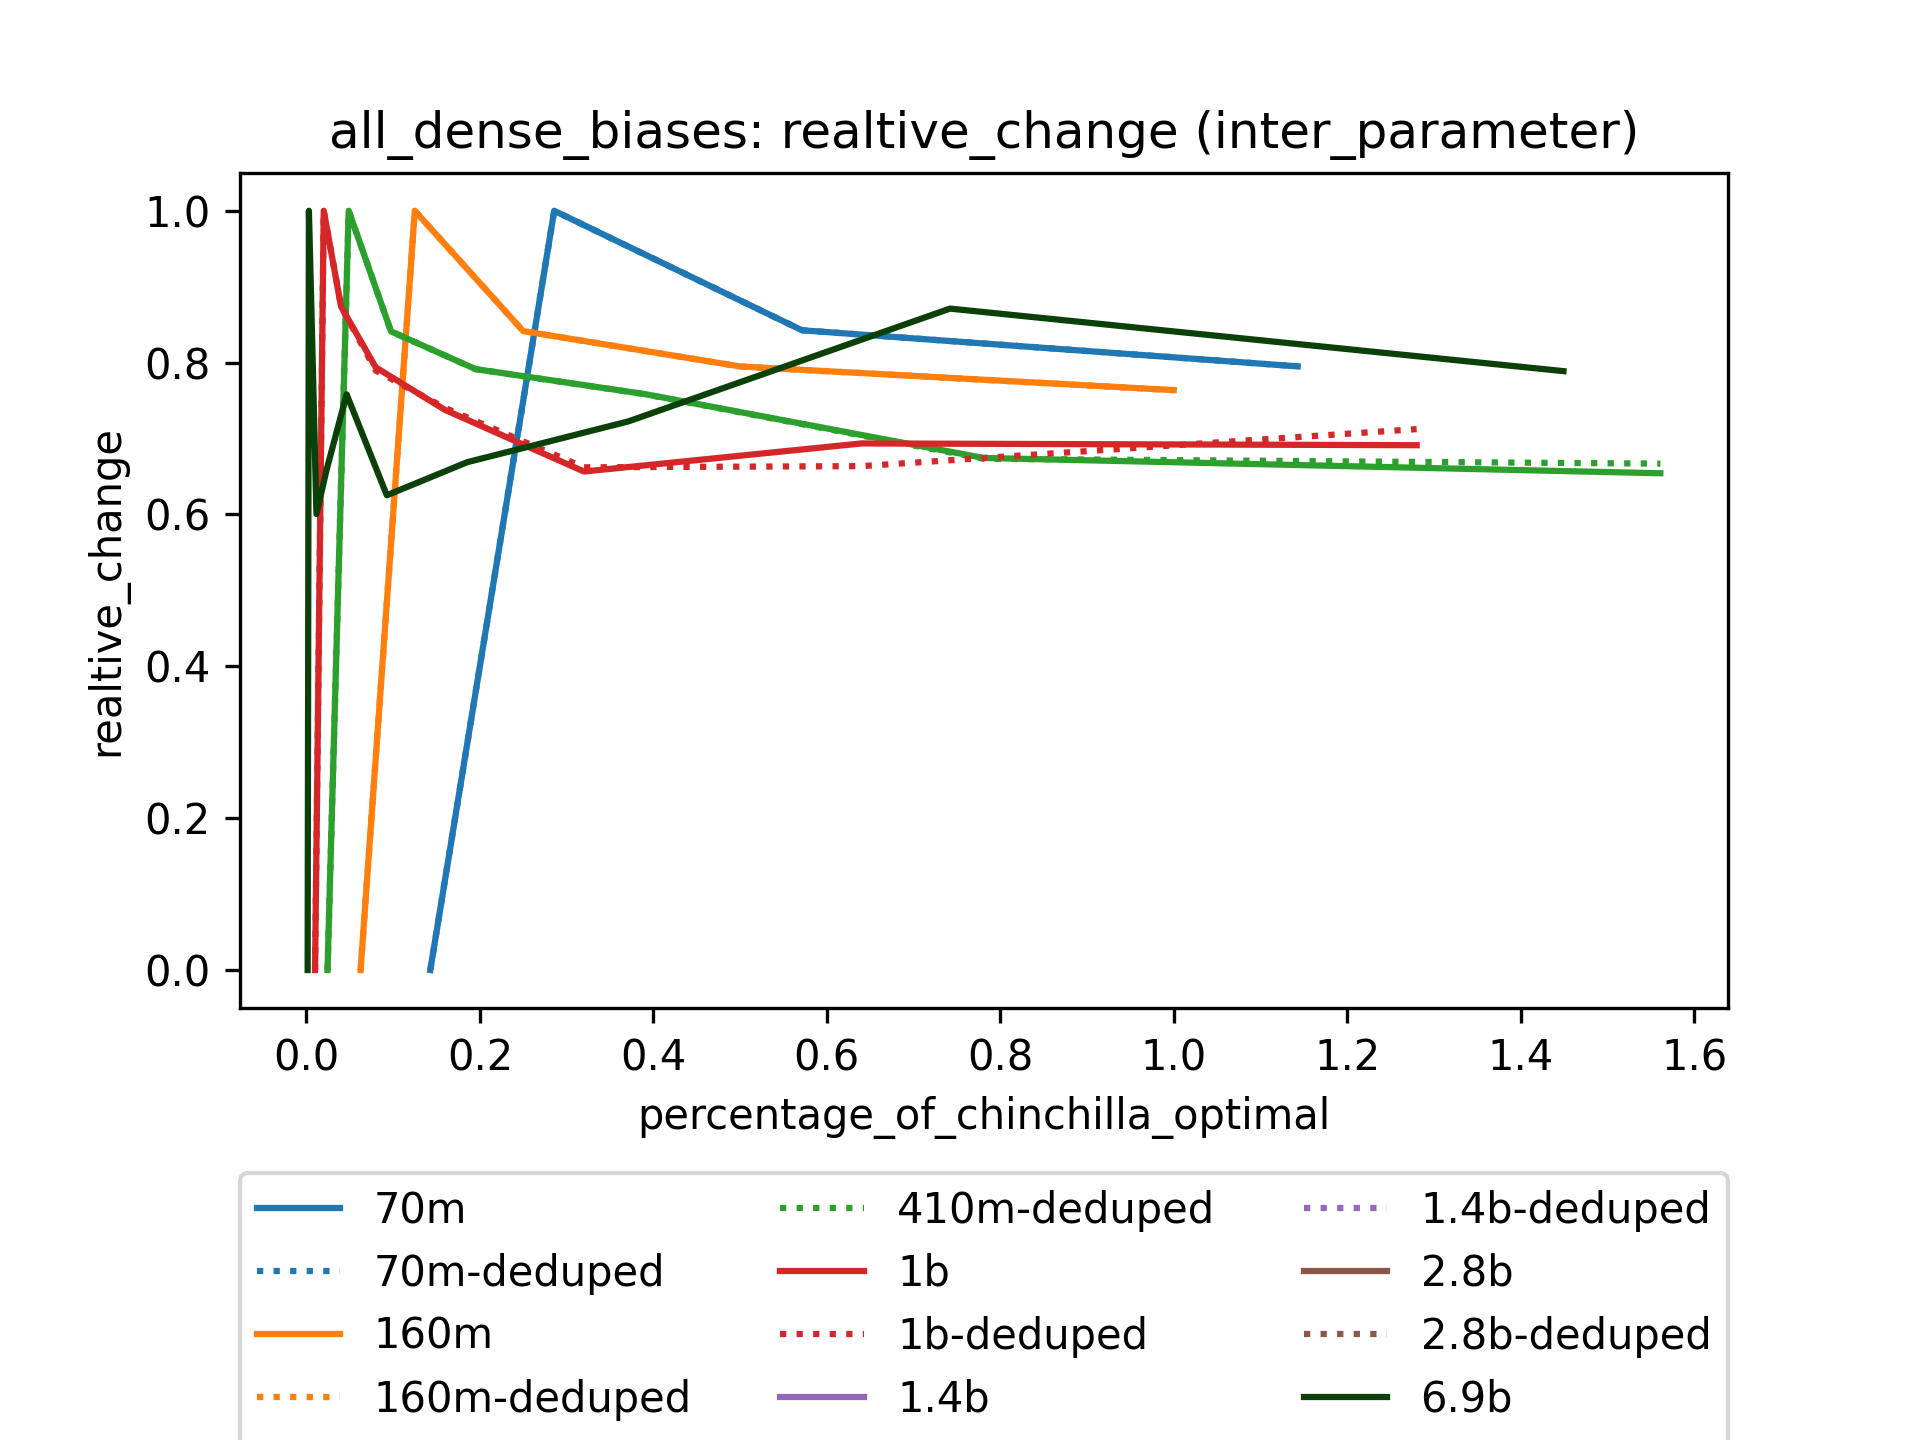 all_dense_biases: realtive_change (inter_parameter)
1.0
0.8
0.6
0.4
0.2
0.0
realtive_change
0.0 0.2 0.4 0.6 0.8 1.0 1.2 1.4 1.6
percentage_of_chinchilla_optimal
70m 410m-deduped 1.4b-deduped
70m-deduped 1b 2.8b
160m 1b-deduped 2.8b-deduped
160m-deduped 1.4b 6.9b